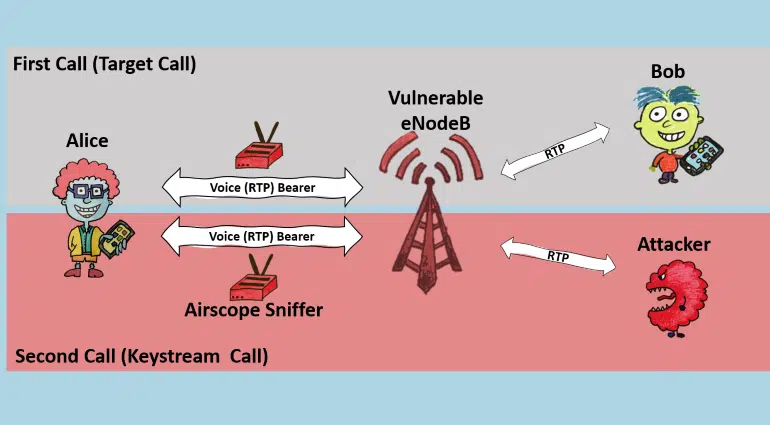 First Call (Target Call)
Bob
Vulnerable
eNodeB
Alice
RTP
Voice (RTP) Bearer
Voice (RTP) Bearer
Attacker
RTP
Airscope Sniffer
Second Call (Keystream  Call)